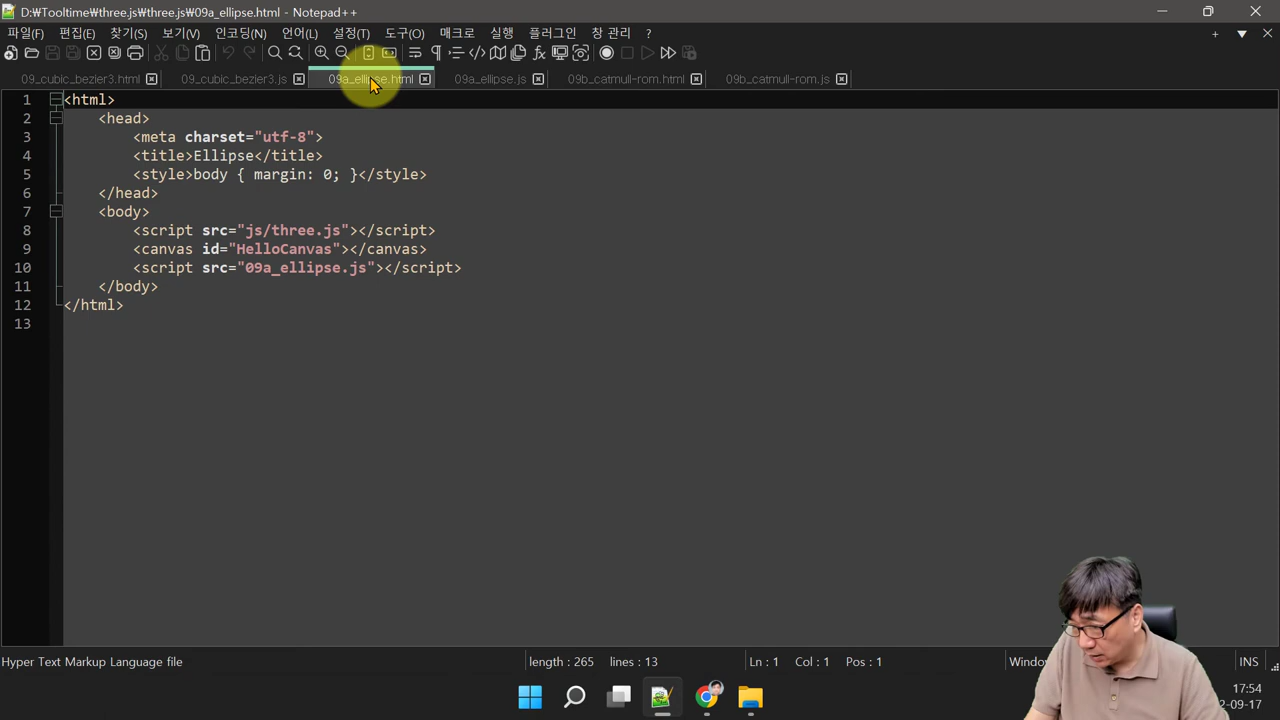 D:₩Tooltime₩three.js₩three.js₩09a_ellipse.html - Notepad++
파일(F) 편집(E) 찾기(S) 보기(V) 인코딩(N) 언어(L) 설정(T) 도구(O) 매크로 실행 플러그인 창 관리 ?
09_cubic_bezier3.html 09_cubic_bezier3.js 09a_ellipse.html 09a_ellipse.js 09b_catmull-rom.html 09b_catmull-rom.js
1 <html>
2 <head>
3 <meta charset="utf-8">
4 <title>Ellipse</title>
5 <style>body { margin: 0; }</style>
6 </head>
7 <body>
8 <script src="js/three.js"></script>
9 <canvas id="HelloCanvas"></canvas>
10 <script src="09a_ellipse.js"></script>
11 </body>
12 </html>
13
Hyper Text Markup Language file length : 265 lines : 13 Ln : 1 Col : 1 Pos : 1 Windo INS
17:54
2-09-17